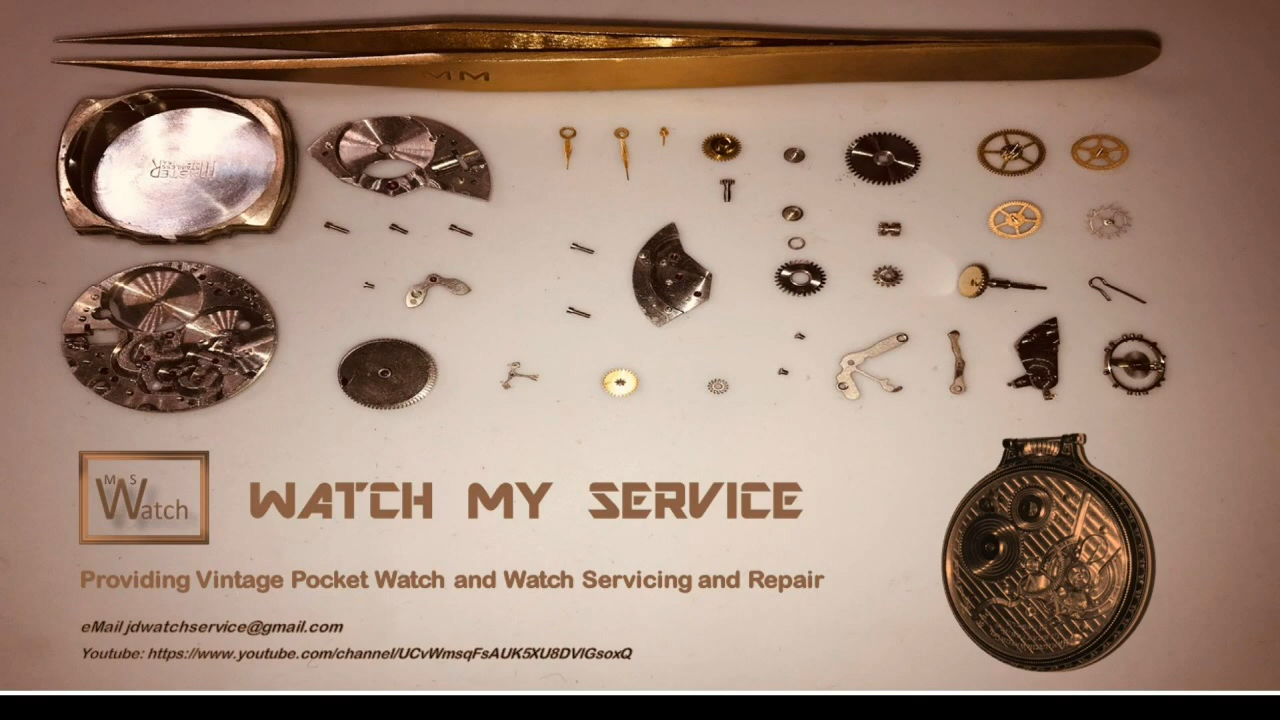 MM
MASTER
M S
Watch
WATCH MY SERVICE
Providing Vintage Pocket Watch and Watch Servicing and Repair
eMail jdwatchservice@gmail.com
Youtube: https://www.youtube.com/channel/UCvWmsqFsAUK5XU8DVlGsoxQ